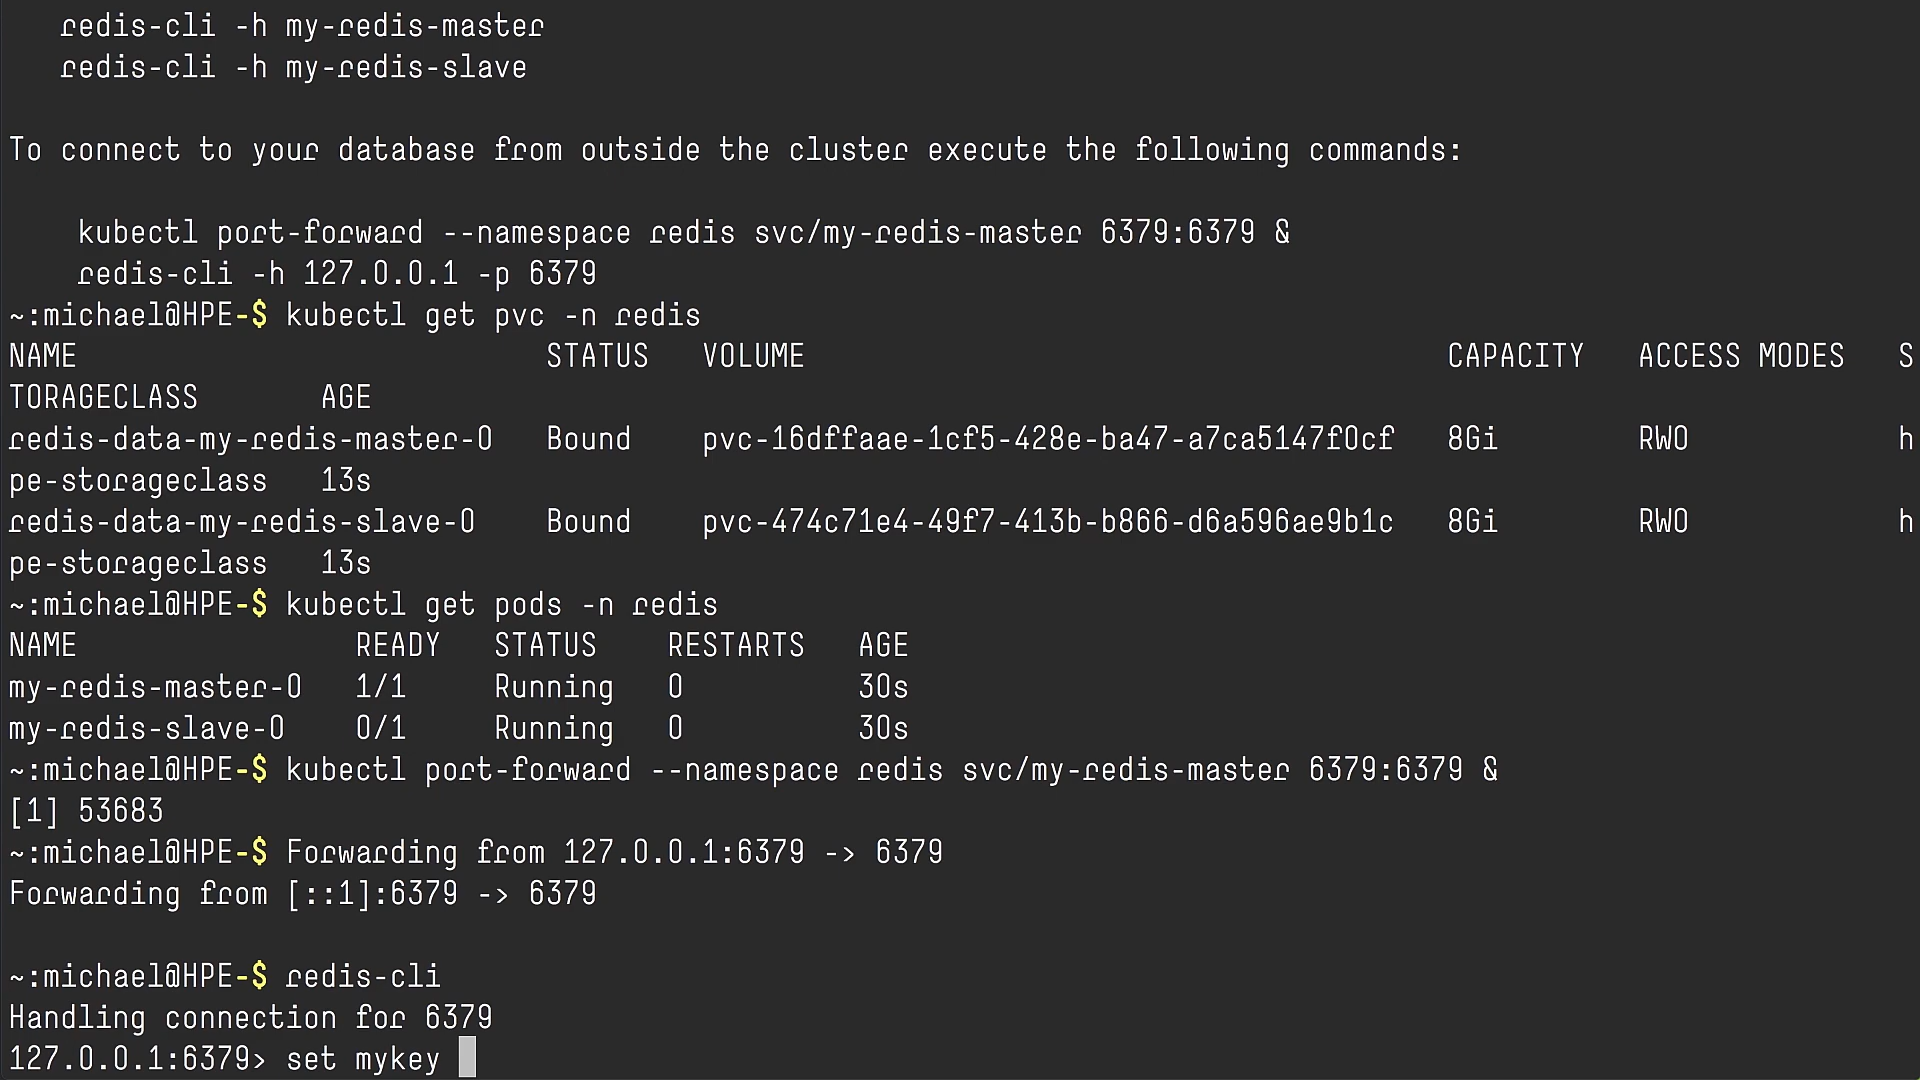 redis-cli -h my-redis-master
redis-cli -h my-redis-slave
To connect to your database from outside the cluster execute the following commands:
kubectl port-forward --namespace redis svc/my-redis-master 6379:6379 &
redis-cli -h 127.0.0.1 -p 6379
~:michael@HPE-$ kubectl get pvc -n redis
NAME STATUS VOLUME CAPACITY ACCESS MODES S
TORAGECLASS AGE
redis-data-my-redis-master-0 Bound pvc-16dffaae-1cf5-428e-ba47-a7ca5147f0cf 8Gi RWO h
pe-storageclass 13s
redis-data-my-redis-slave-0 Bound pvc-474c71e4-49f7-413b-b866-d6a596ae9b1c 8Gi RWO h
pe-storageclass 13s
~:michael@HPE-$ kubectl get pods -n redis
NAME READY STATUS RESTARTS AGE
my-redis-master-0 1/1 Running 0 30s
my-redis-slave-0 0/1 Running 0 30s
~:michael@HPE-$ kubectl port-forward --namespace redis svc/my-redis-master 6379:6379 &
[1] 53683
~:michael@HPE-$ Forwarding from 127.0.0.1:6379 -> 6379
Forwarding from [::1]:6379 -> 6379
~:michael@HPE-$ redis-cli
Handling connection for 6379
127.0.0.1:6379> set mykey